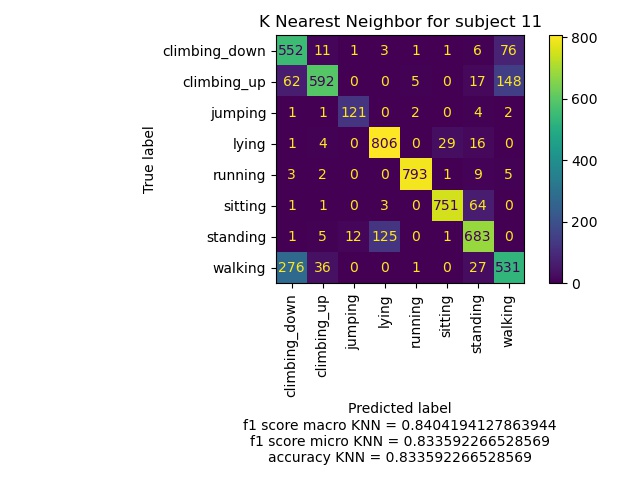 K Nearest Neighbor for subject 11
climbing_down 552 11 1 3 1 1 6 76
climbing_up 62 592 0 0 5 0 17 148
jumping 1 1 121 0 2 0 4 2
lying 1 4 0 806 0 29 16 0
running 3 2 0 0 793 1 9 5
sitting 1 1 0 3 0 751 64 0
standing 1 5 12 125 0 1 683 0
walking 276 36 0 0 1 0 27 531
True label
climbing_down climbing_up jumping lying running sitting standing walking
Predicted label
800
600
400
200
0
f1 score macro KNN = 0.8404194127863944
f1 score micro KNN = 0.833592266528569
accuracy KNN = 0.833592266528569